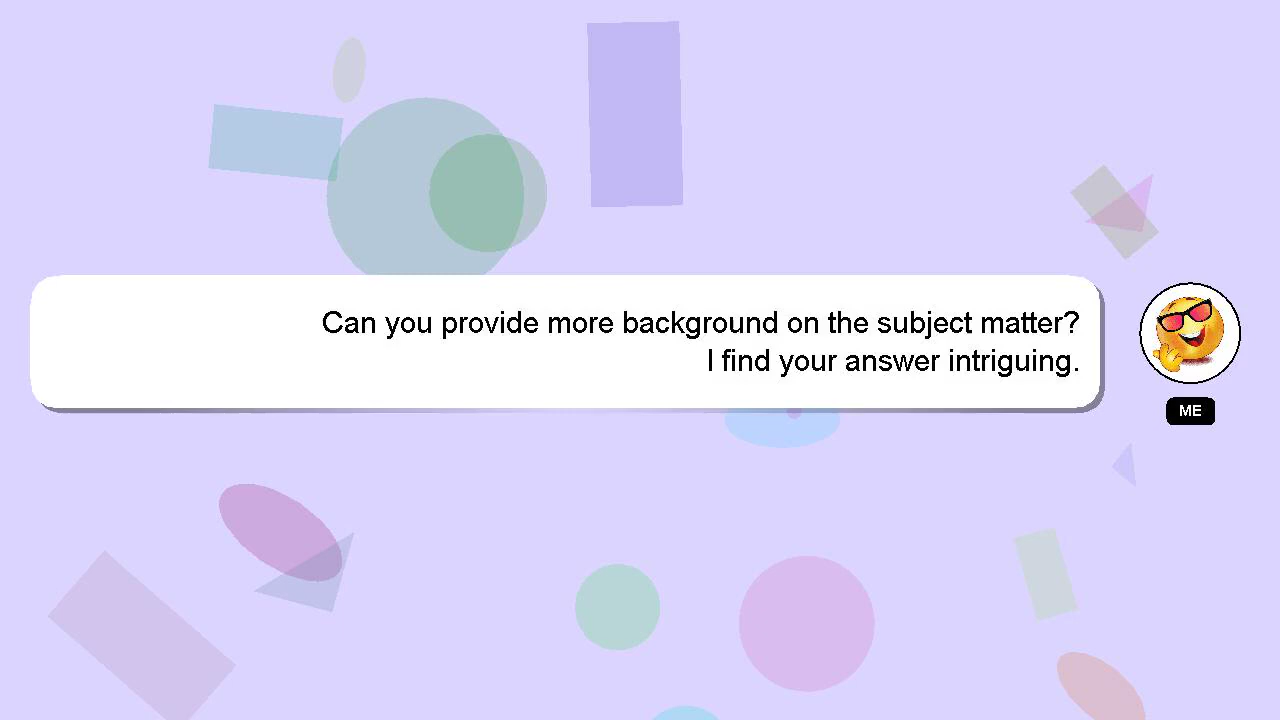 Can you provide more background on the subject matter?
I find your answer intriguing.
ME